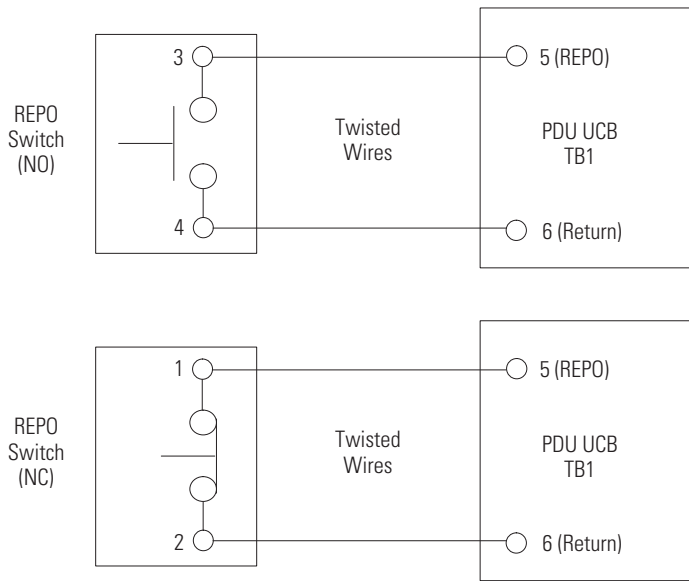 3
5 (REPO)
REPO
Switch
(NO)
Twisted
Wires
PDU UCB
TB1
4
6 (Return)
1
5 (REPO)
REPO
Switch
(NC)
Twisted
Wires
PDU UCB
TB1
2
6 (Return)